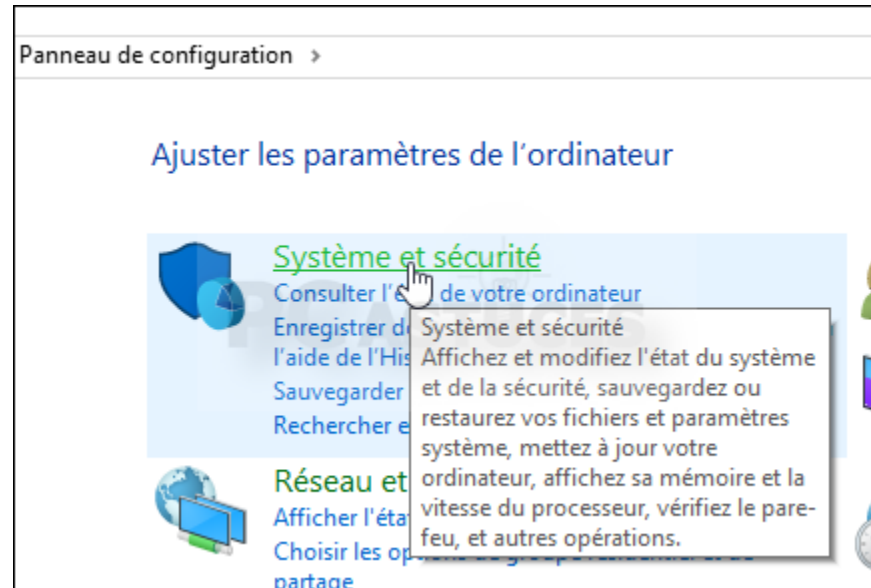 Panneau de configuration >
Ajuster les paramètres de l'ordinateur
Système et sécurité
Consulter l'é de votre ordinateur
Enregistrer d
l'aide de l'His
Sauvegarder
Rechercher e
Système et sécurité
Affichez et modifiez l'état du système
et de la sécurité, sauvegardez ou
restaurez vos fichiers et paramètres
système, mettez à jour votre
ordinateur, affichez sa mémoire et la
vitesse du processeur, vérifiez le pare-
feu, et autres opérations.
Réseau et
Afficher l'éta
Choisir les op
partage
PC ASTUCES